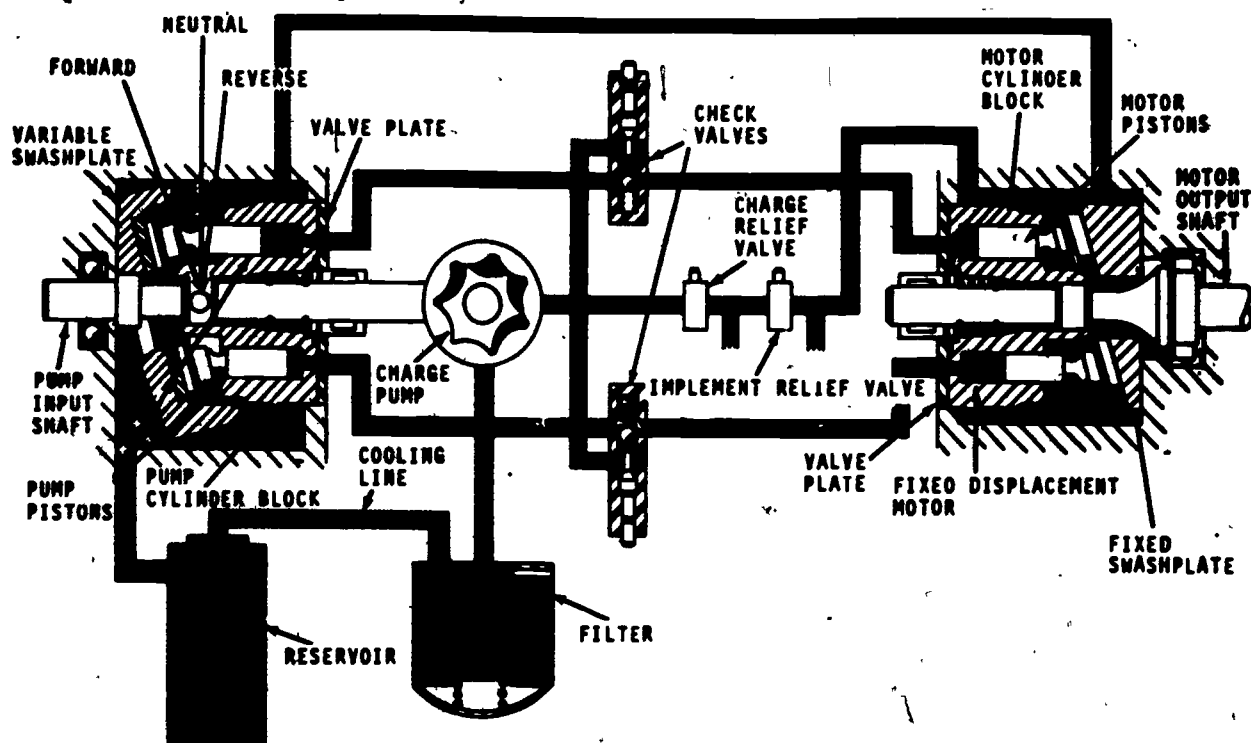 NEUTRAL
FORWARD
REVERSE
VARIABLE
SWASHPLATE
VALVE PLATE
CHECK
VALVES
MOTOR
CYLINDER
BLOCK
MOTOR
PISTONS
MOTOR
OUTPUT
SHAFT
CHARGE
RELIEF
VALVE
PUMP
INPUT
SHAFT
CHARGE
PUMP
IMPLEMENT RELIEF VALVE
PUMP
PISTONS
PUMP
CYLINDER BLOCK
COOLING
LINE
VALVE
PLATE
FIXEO DISPLACEMENT
MOTOR
FIXED
SWASHPLATE
RESERVOIR
FILTER